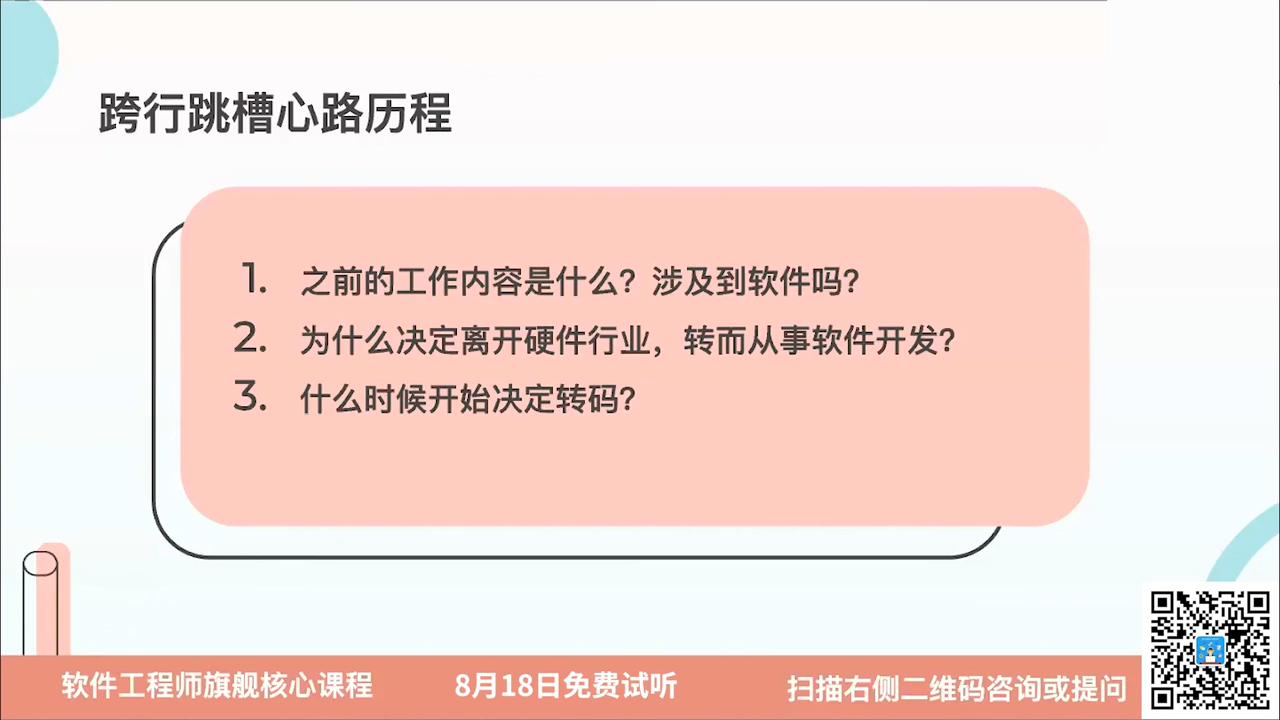 跨行跳槽心路历程
1. 之前的工作内容是什么？涉及到软件吗？
2. 为什么决定离开硬件行业，转而从事软件开发？
3. 什么时候开始决定转码？
软件工程师旗舰核心课程 8月18日免费试听 扫描右侧二维码咨询或提问